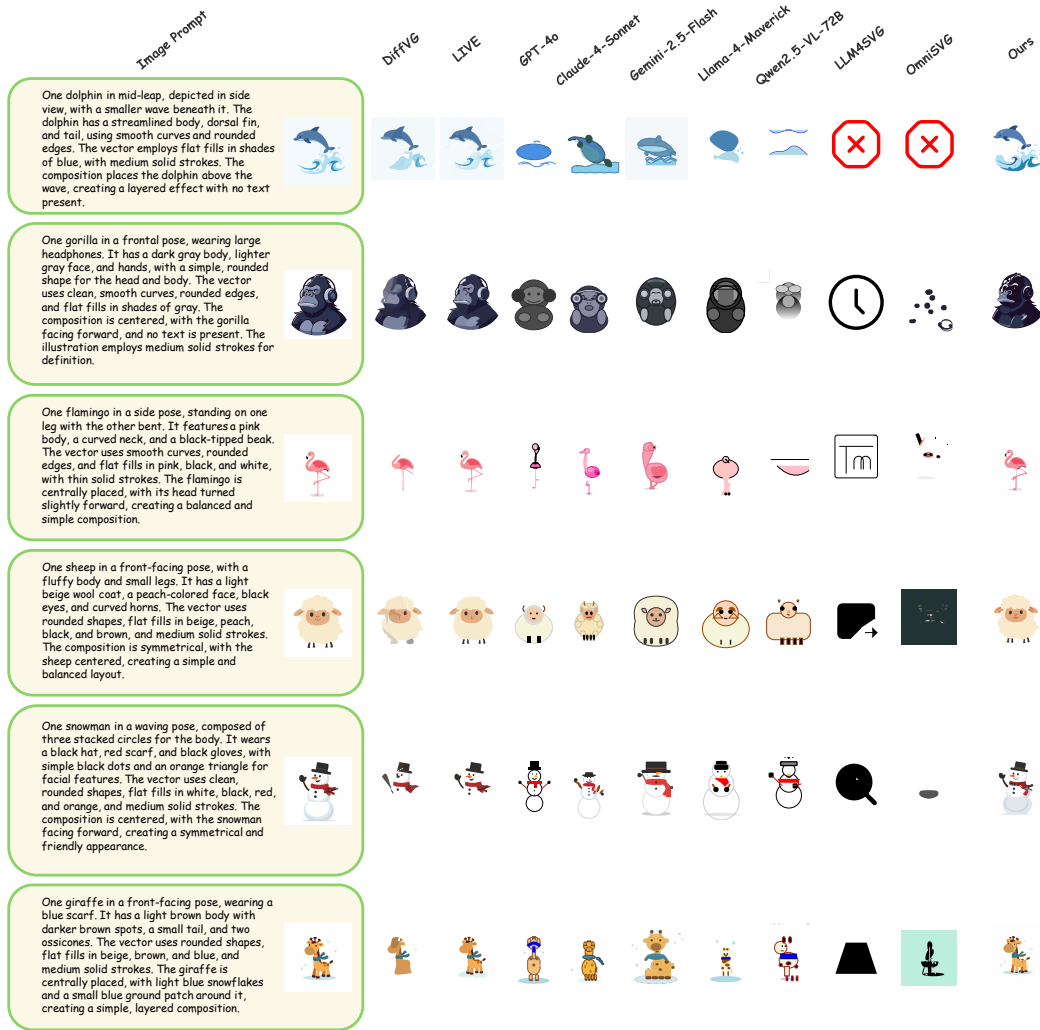 Image Prompt
DiffVG
LIVE
GPT-4o
Claude-4-Sonnet
Gemini-2.5-Flash
Llama-4-Maverick
Qwen2.5-VL-72B
LLM4SVG
OmniSVG
Ours
One dolphin in mid-leap, depicted in side
view, with a smaller wave beneath it. The
dolphin has a streamlined body, dorsal fin,
and tail, using smooth curves and rounded
edges. The vector employs flat fills in shades
of blue, with medium solid strokes. The
composition places the dolphin above the
wave, creating a layered effect with no text
present.
One gorilla in a frontal pose, wearing large
headphones. It has a dark gray body, lighter
gray face, and hands, with a simple, rounded
shape for the head and body. The vector
uses clean, smooth curves, rounded edges,
and flat fills in shades of gray. The
composition is centered, with the gorilla
facing forward, and no text is present. The
illustration employs medium solid strokes for
definition.
One flamingo in a side pose, standing on one
leg with the other bent. It features a pink
body, a curved neck, and a black-tipped beak.
The vector uses smooth curves, rounded
edges, and flat fills in pink, black, and white,
with thin solid strokes. The flamingo is
centrally placed, with its head turned
slightly forward, creating a balanced and
simple composition.
Tm
One sheep in a front-facing pose, with a
fluffy body and small legs. It has a light
beige wool coat, a peach-colored face, black
eyes, and curved horns. The vector uses
rounded shapes, flat fills in beige, peach,
black, and brown, and medium solid strokes.
The composition is symmetrical, with the
sheep centered, creating a simple and
balanced layout.
One snowman in a waving pose, composed of
three stacked circles for the body. It wears
a black hat, red scarf, and black gloves, with
simple black dots and an orange triangle for
facial features. The vector uses clean,
rounded shapes, flat fills in white, black, red,
and orange, and medium solid strokes. The
composition is centered, with the snowman
facing forward, creating a symmetrical and
friendly appearance.
One giraffe in a front-facing pose, wearing a
blue scarf. It has a light brown body with
darker brown spots, a small tail, and two
ossicones. The vector uses rounded shapes,
flat fills in beige, brown, and blue, and
medium solid strokes. The giraffe is
centrally placed, with light blue snowflakes
and a small blue ground patch around it,
creating a simple, layered composition.